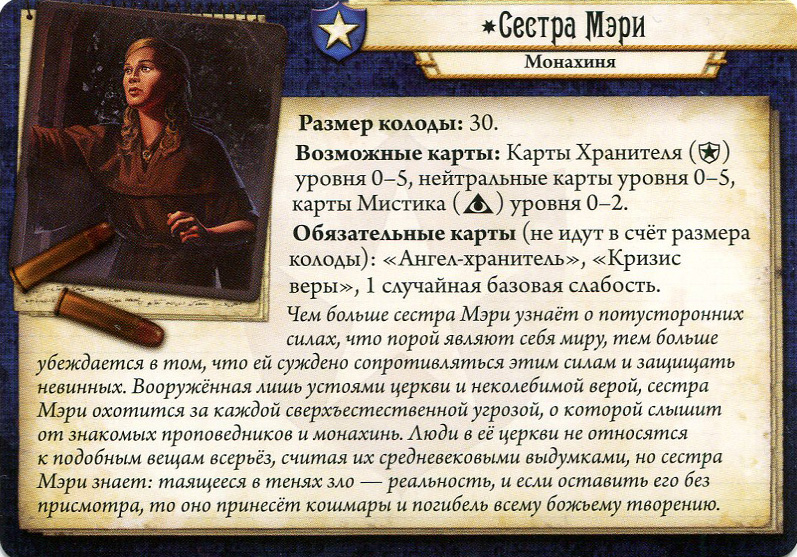 Сестра Мэри
Монахиня
Размер колоды: 30.
Возможные карты: Карты Хранителя ( )
уровня 0–5, нейтральные карты уровня 0–5,
карты Мистика ( ) уровня 0–2.
Обязательные карты (не идут в счёт размера
колоды): «Ангел-хранитель», «Кризис
веры», 1 случайная базовая слабость.
Чем больше сестра Мэри узнаёт о потусторонних
силах, что порой являют себя миру, тем больше
убеждается в том, что ей суждено сопротивляться этим силам и защищать
невинных. Вооружённая лишь устоями церкви и неколебимой верой, сестра
Мэри охотится за каждой сверхъестественной угрозой, о которой слышит
от знакомых проповедников и монахинь. Люди в её церкви не относятся
к подобным вещам всерьёз, считая их средневековыми выдумками, но сестра
Мэри знает: таящееся в тенях зло — реальность, и если оставить его без
присмотра, то оно принесёт кошмары и погибель всему божьему творению.